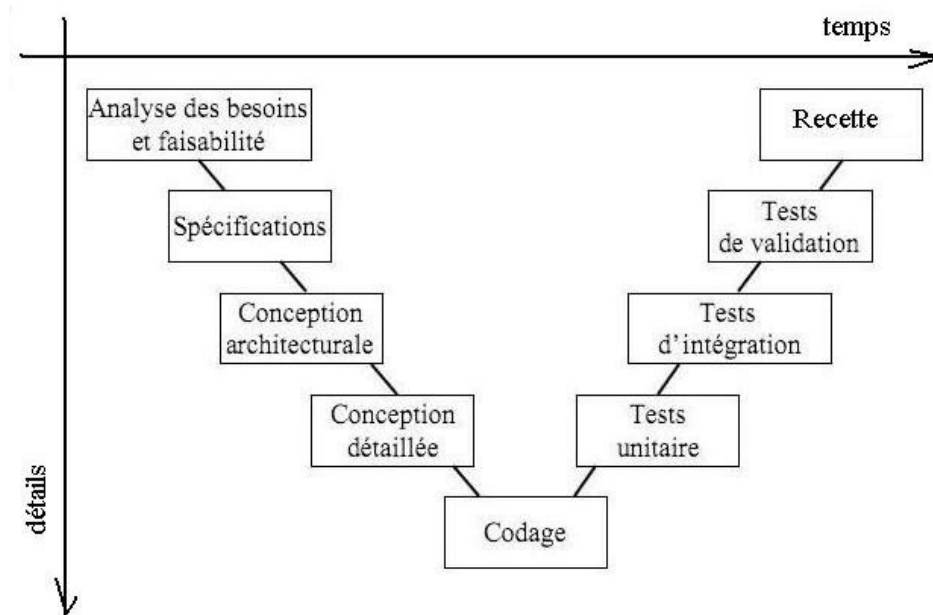 temps
Analyse des besoins
et faisabilité
Recette
Spécifications
Tests
de validation
Conception
architecturale
Tests
d'intégration
Conception
détaillée
Tests
unitaire
Codage
détails